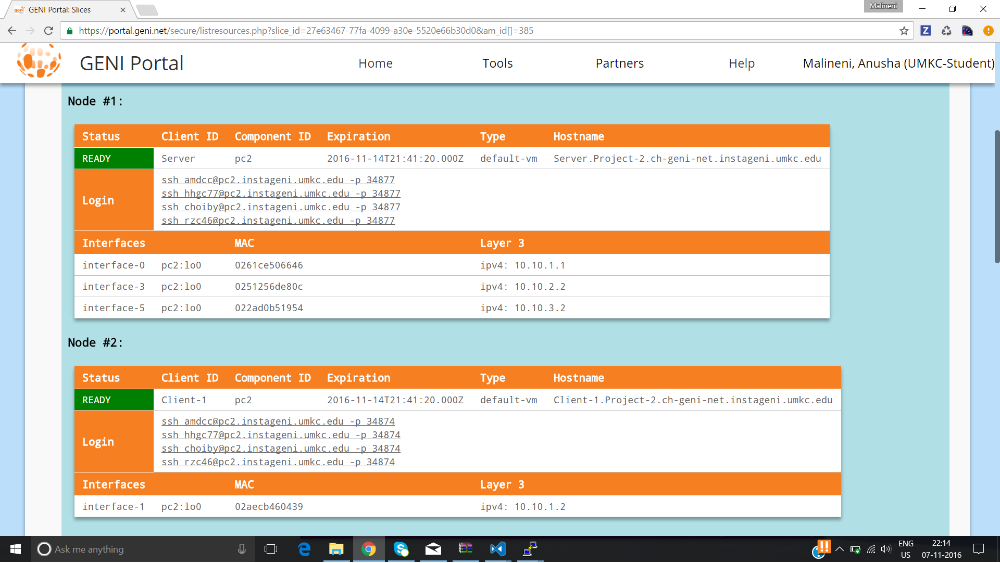 GENI Portal: Slices
Malineni
https://portal.geni.net/secure/listresources.php?slice_id=27e63467-77fa-4099-a30e-5520e66b30d0&am_id[]=385
GENI Portal Home Tools Partners Help Malineni, Anusha (UMKC-Student)
Node #1:
Status Client ID Component ID Expiration Type Hostname
READY Server pc2 2016-11-14T21:41:20.000Z default-vm Server.Project-2.ch-geni-net.instageni.umkc.edu
Login
ssh amdcc@pc2.instageni.umkc.edu -p 34877
ssh hhgc77@pc2.instageni.umkc.edu -p 34877
ssh choiby@pc2.instageni.umkc.edu -p 34877
ssh rzc46@pc2.instageni.umkc.edu -p 34877
Interfaces MAC Layer 3
interface-0 pc2:lo0 0261ce506646 ipv4: 10.10.1.1
interface-3 pc2:lo0 0251256de80c ipv4: 10.10.2.2
interface-5 pc2:lo0 022ad0b51954 ipv4: 10.10.3.2
Node #2:
Status Client ID Component ID Expiration Type Hostname
READY Client-1 pc2 2016-11-14T21:41:20.000Z default-vm Client-1.Project-2.ch-geni-net.instageni.umkc.edu
Login
ssh amdcc@pc2.instageni.umkc.edu -p 34874
ssh hhgc77@pc2.instageni.umkc.edu -p 34874
ssh choiby@pc2.instageni.umkc.edu -p 34874
ssh rzc46@pc2.instageni.umkc.edu -p 34874
Interfaces MAC Layer 3
interface-1 pc2:lo0 02aecb460439 ipv4: 10.10.1.2
Ask me anything
ENG
US
22:14
07-11-2016